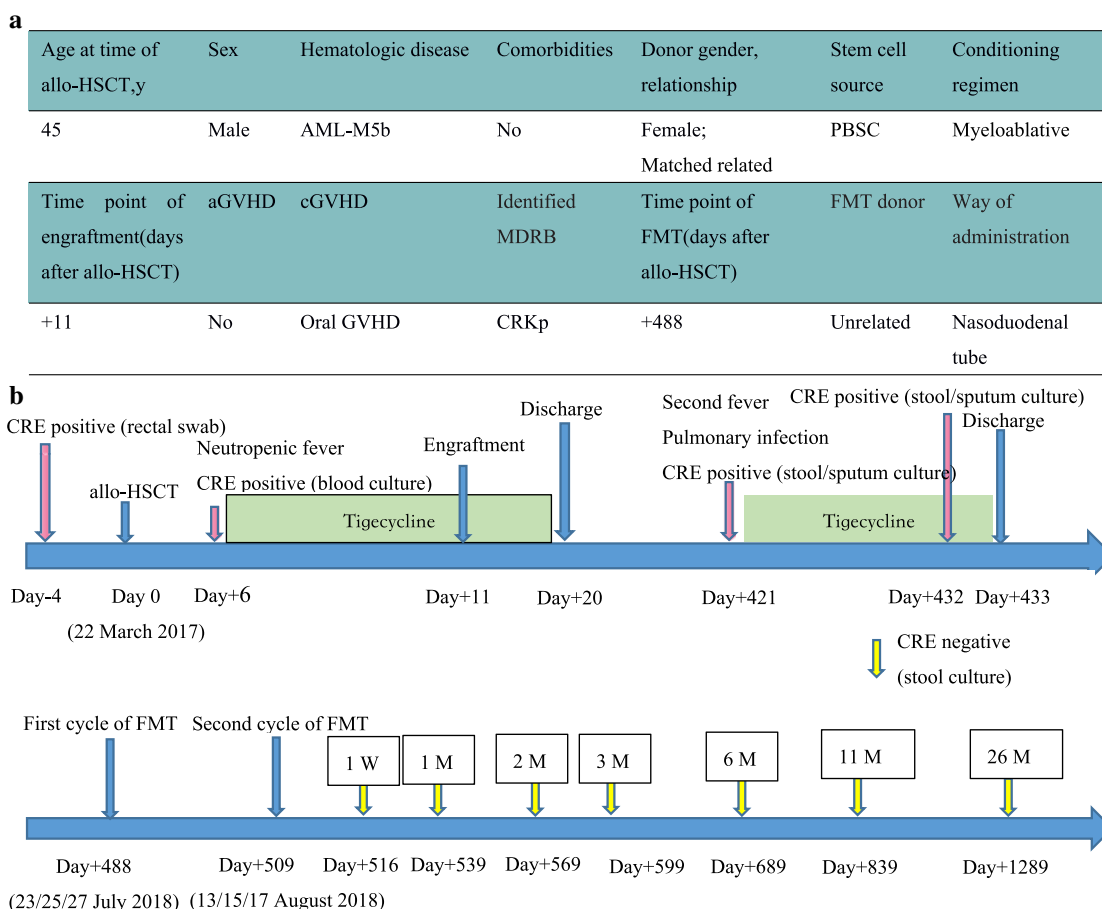 a
Age at time of allo-HSCT,y
Sex
Hematologic disease
Comorbidities
Donor gender, relationship
Stem cell source
Conditioning regimen
45
Male
AML-M5b
No
Female; Matched related
PBSC
Myeloablative
Time point of engraftment(days after allo-HSCT)
aGVHD
cGVHD
Identified MDRB
Time point of FMT(days after allo-HSCT)
FMT donor
Way of administration
+11
No
Oral GVHD
CRKp
+488
Unrelated
Nasoduodenal tube
b
CRE positive (rectal swab)
allo-HSCT
Neutropenic fever
CRE positive (blood culture)
Tigecycline
Engraftment
Discharge
Second fever
Pulmonary infection
CRE positive (stool/sputum culture)
Tigecycline
CRE positive (stool/sputum culture)
Discharge
Day-4
Day 0
(22 March 2017)
Day+6
Day+11
Day+20
Day+421
Day+432
Day+433
CRE negative
(stool culture)
First cycle of FMT
Second cycle of FMT
1 W
1 M
2 M
3 M
6 M
11 M
26 M
Day+488
(23/25/27 July 2018)
Day+509
(13/15/17 August 2018)
Day+516
Day+539
Day+569
Day+599
Day+689
Day+839
Day+1289